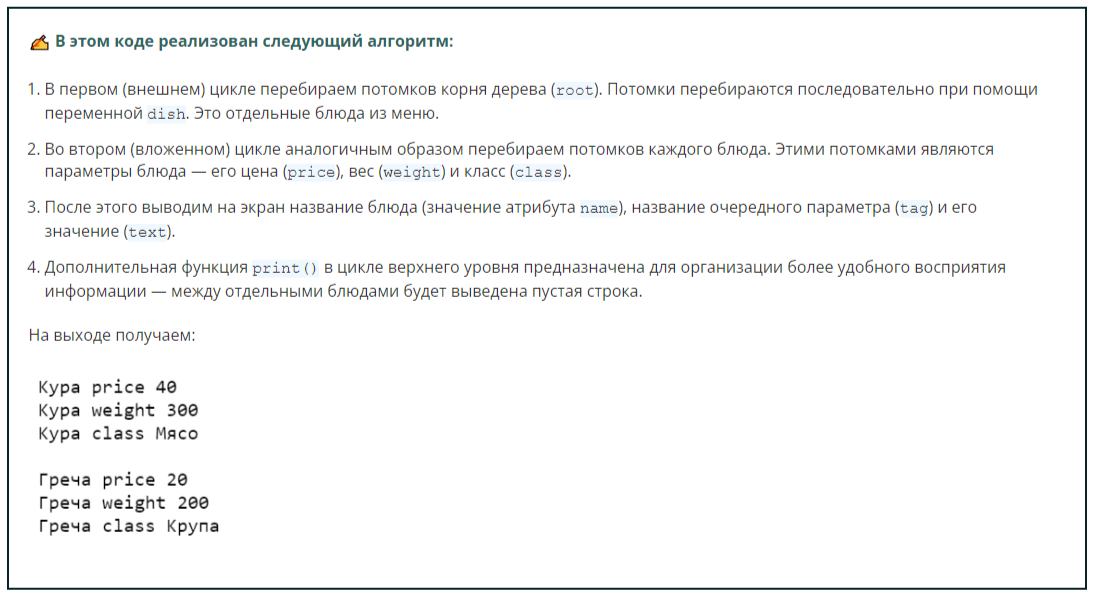 ✍ В этом коде реализован следующий алгоритм:
1. В первом (внешнем) цикле перебираем потомков корня дерева (root). Потомки перебираются последовательно при помощи
переменной dish. Это отдельные блюда из меню.
2. Во втором (вложенном) цикле аналогичным образом перебираем потомков каждого блюда. Этими потомками являются
параметры блюда — его цена (price), вес (weight) и класс (class).
3. После этого выводим на экран название блюда (значение атрибута name), название очередного параметра (tag) и его
значение (text).
4. Дополнительная функция print() в цикле верхнего уровня предназначена для организации более удобного восприятия
информации — между отдельными блюдами будет выведена пустая строка.
На выходе получаем:
Кура price 40
Кура weight 300
Кура class Мясо
Греча price 20
Греча weight 200
Греча class Крупа